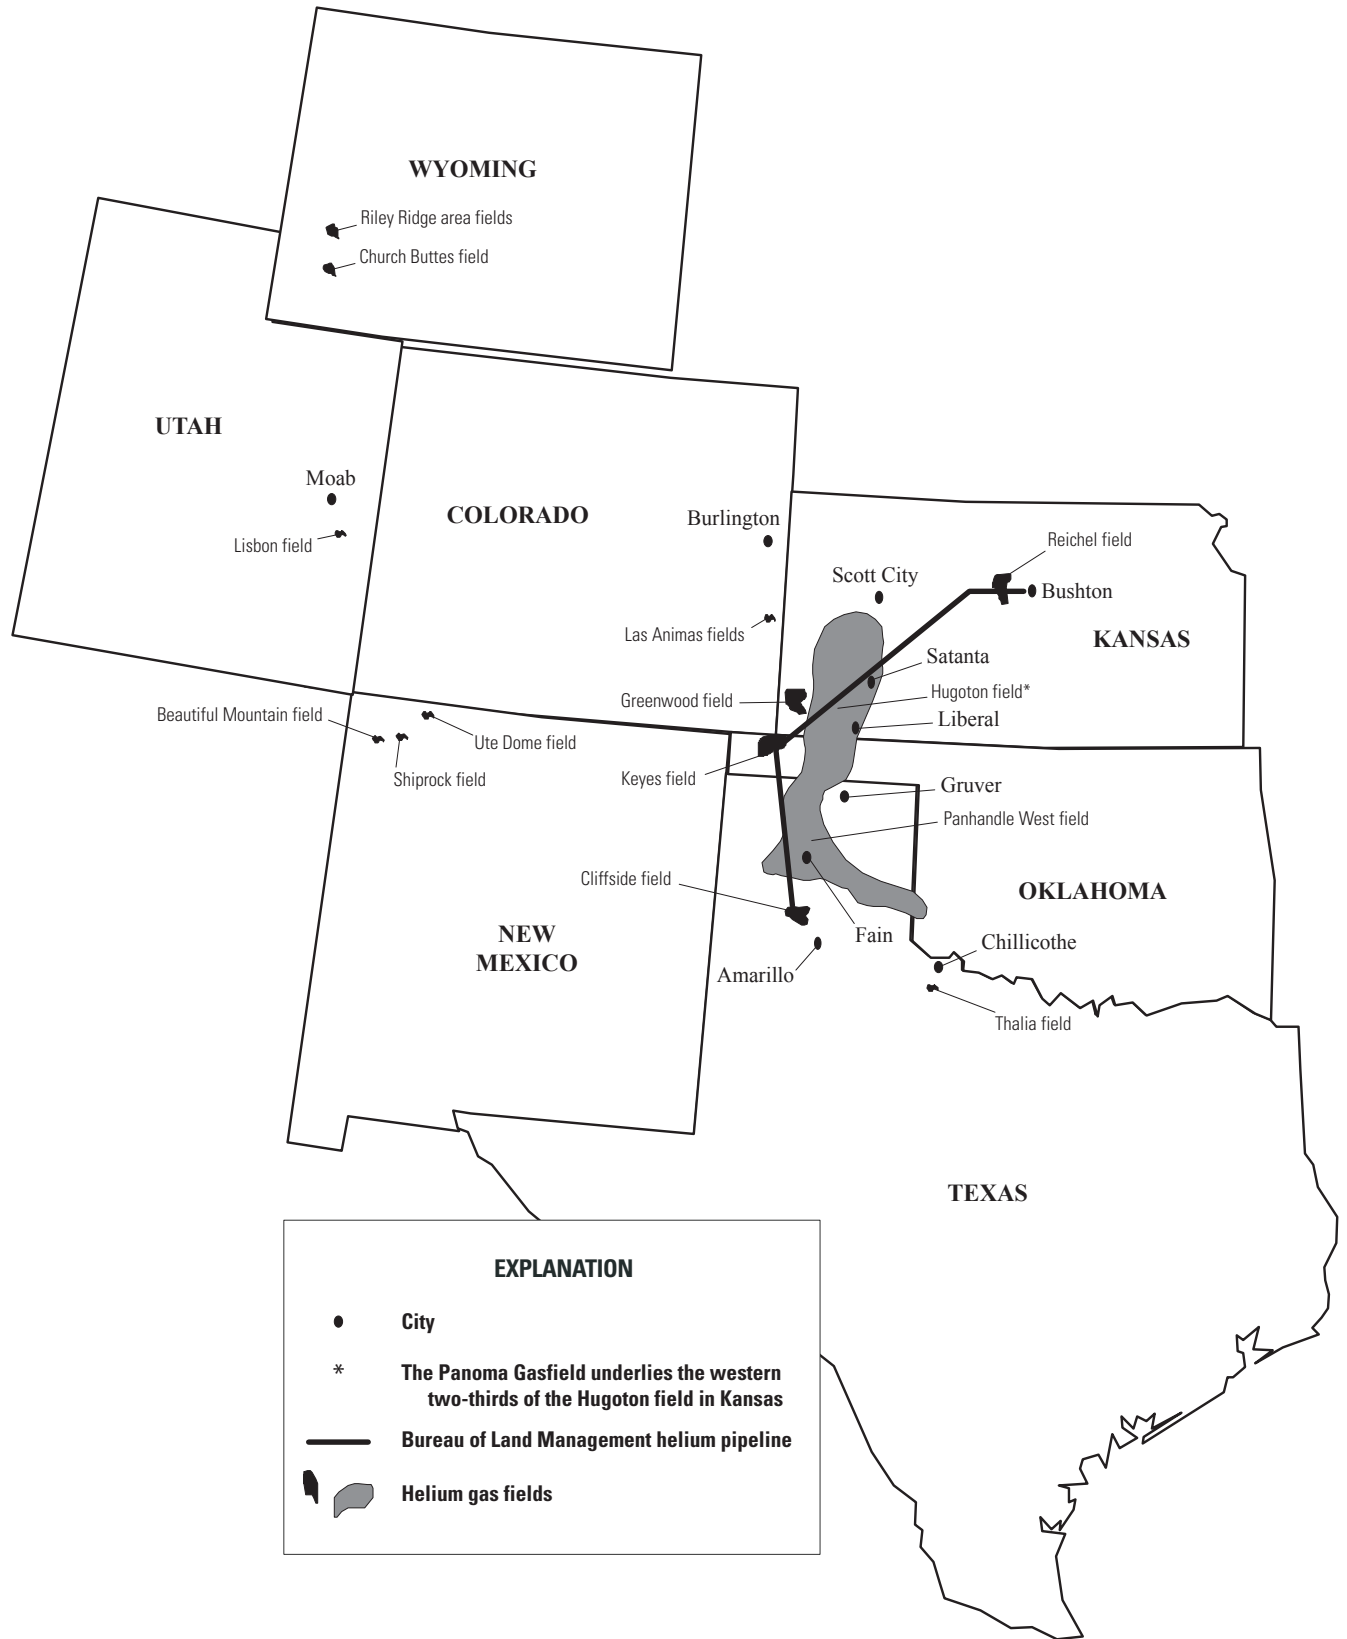 WYOMING
Riley Ridge area fields
Church Buttes field
UTAH
Moab
COLORADO
Burlington
Lisbon field
Reichel field
Scott City
Bushton
Las Animas fields
KANSAS
Satanta
Greenwood field
Hugoton field*
Beautiful Mountain field
Liberal
Ute Dome field
Shiprock field
Keyes field
Gruver
Panhandle West field
Cliffside field
OKLAHOMA
NEW
MEXICO
Fain
Chillicothe
Amarillo
Thalia field
TEXAS
EXPLANATION
City
* The Panoma Gasfield underlies the western
two-thirds of the Hugoton field in Kansas
Bureau of Land Management helium pipeline
Helium gas fields